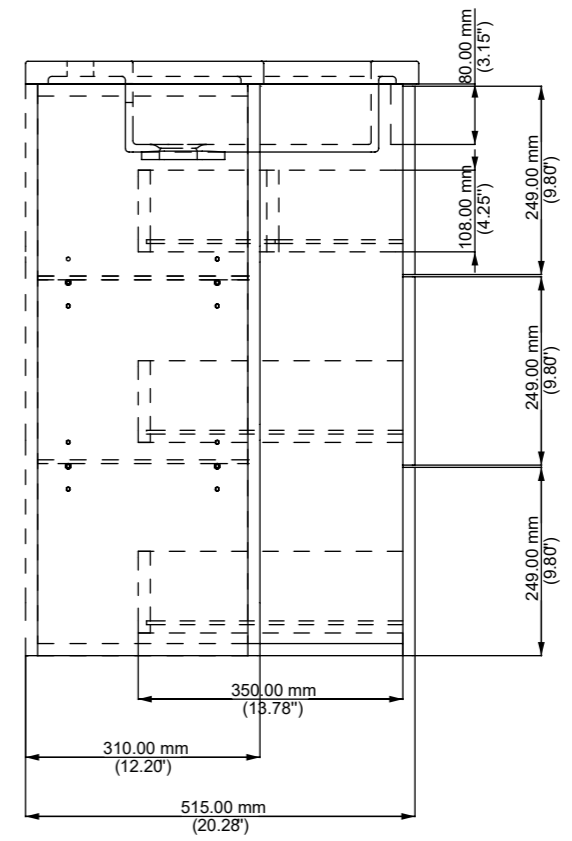 80.00 mm
(3.15")
108.00 mm
(4.25")
249.00 mm
(9.80")
249.00 mm
(9.80")
249.00 mm
(9.80")
350.00 mm
(13.78")
310.00 mm
(12.20")
515.00 mm
(20.28")